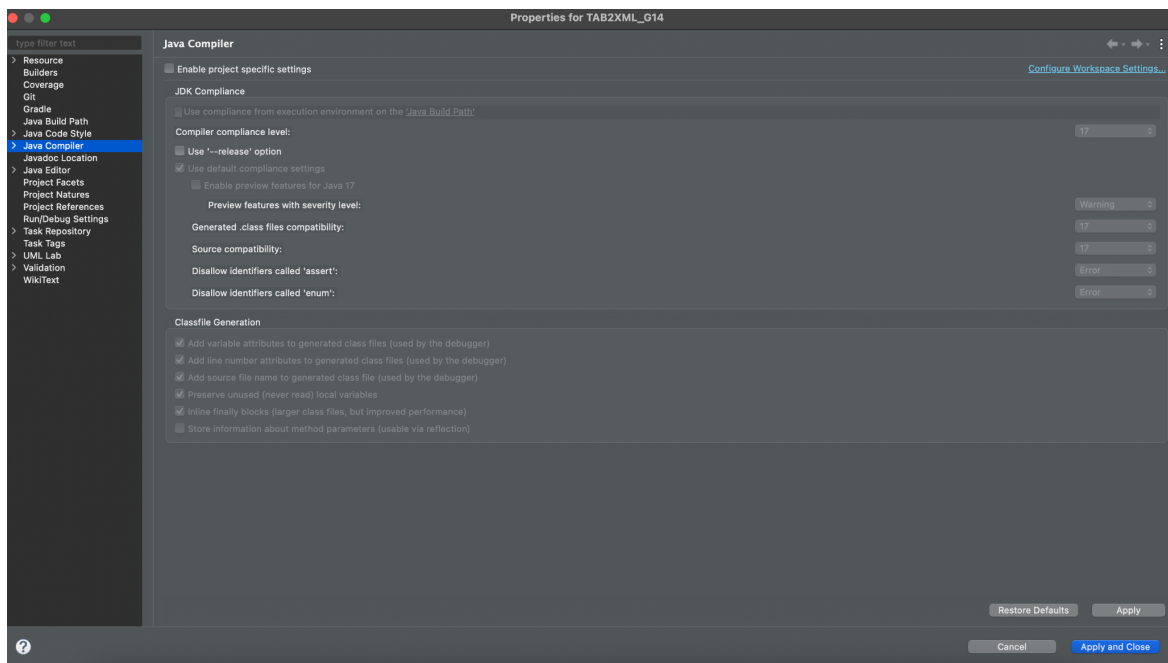 Properties for TAB2XML_G14
type filter text
Resource
Builders
Coverage
Git
Gradle
Java Build Path
Java Code Style
Java Compiler
Javadoc Location
Java Editor
Project Facets
Project Natures
Project References
Run/Debug Settings
Task Repository
Task Tags
UML Lab
Validation
WikiText
Java Compiler
Enable project specific settings
Configure Workspace Settings...
JDK Compliance
Use compliance from execution environment on the 'Java Build Path'
Compiler compliance level: 17
Use '--release' option
Use default compliance settings
Enable preview features for Java 17
Preview features with severity level: Warning
Generated .class files compatibility: 17
Source compatibility: 17
Disallow identifiers called 'assert': Error
Disallow identifiers called 'enum': Error
Classfile Generation
Add variable attributes to generated class files (used by the debugger)
Add line number attributes to generated class files (used by the debugger)
Add source file name to generated class file (used by the debugger)
Preserve unused (never read) local variables
Inline finally blocks (larger class files, but improved performance)
Store information about method parameters (usable via reflection)
Restore Defaults Apply
? Cancel Apply and Close